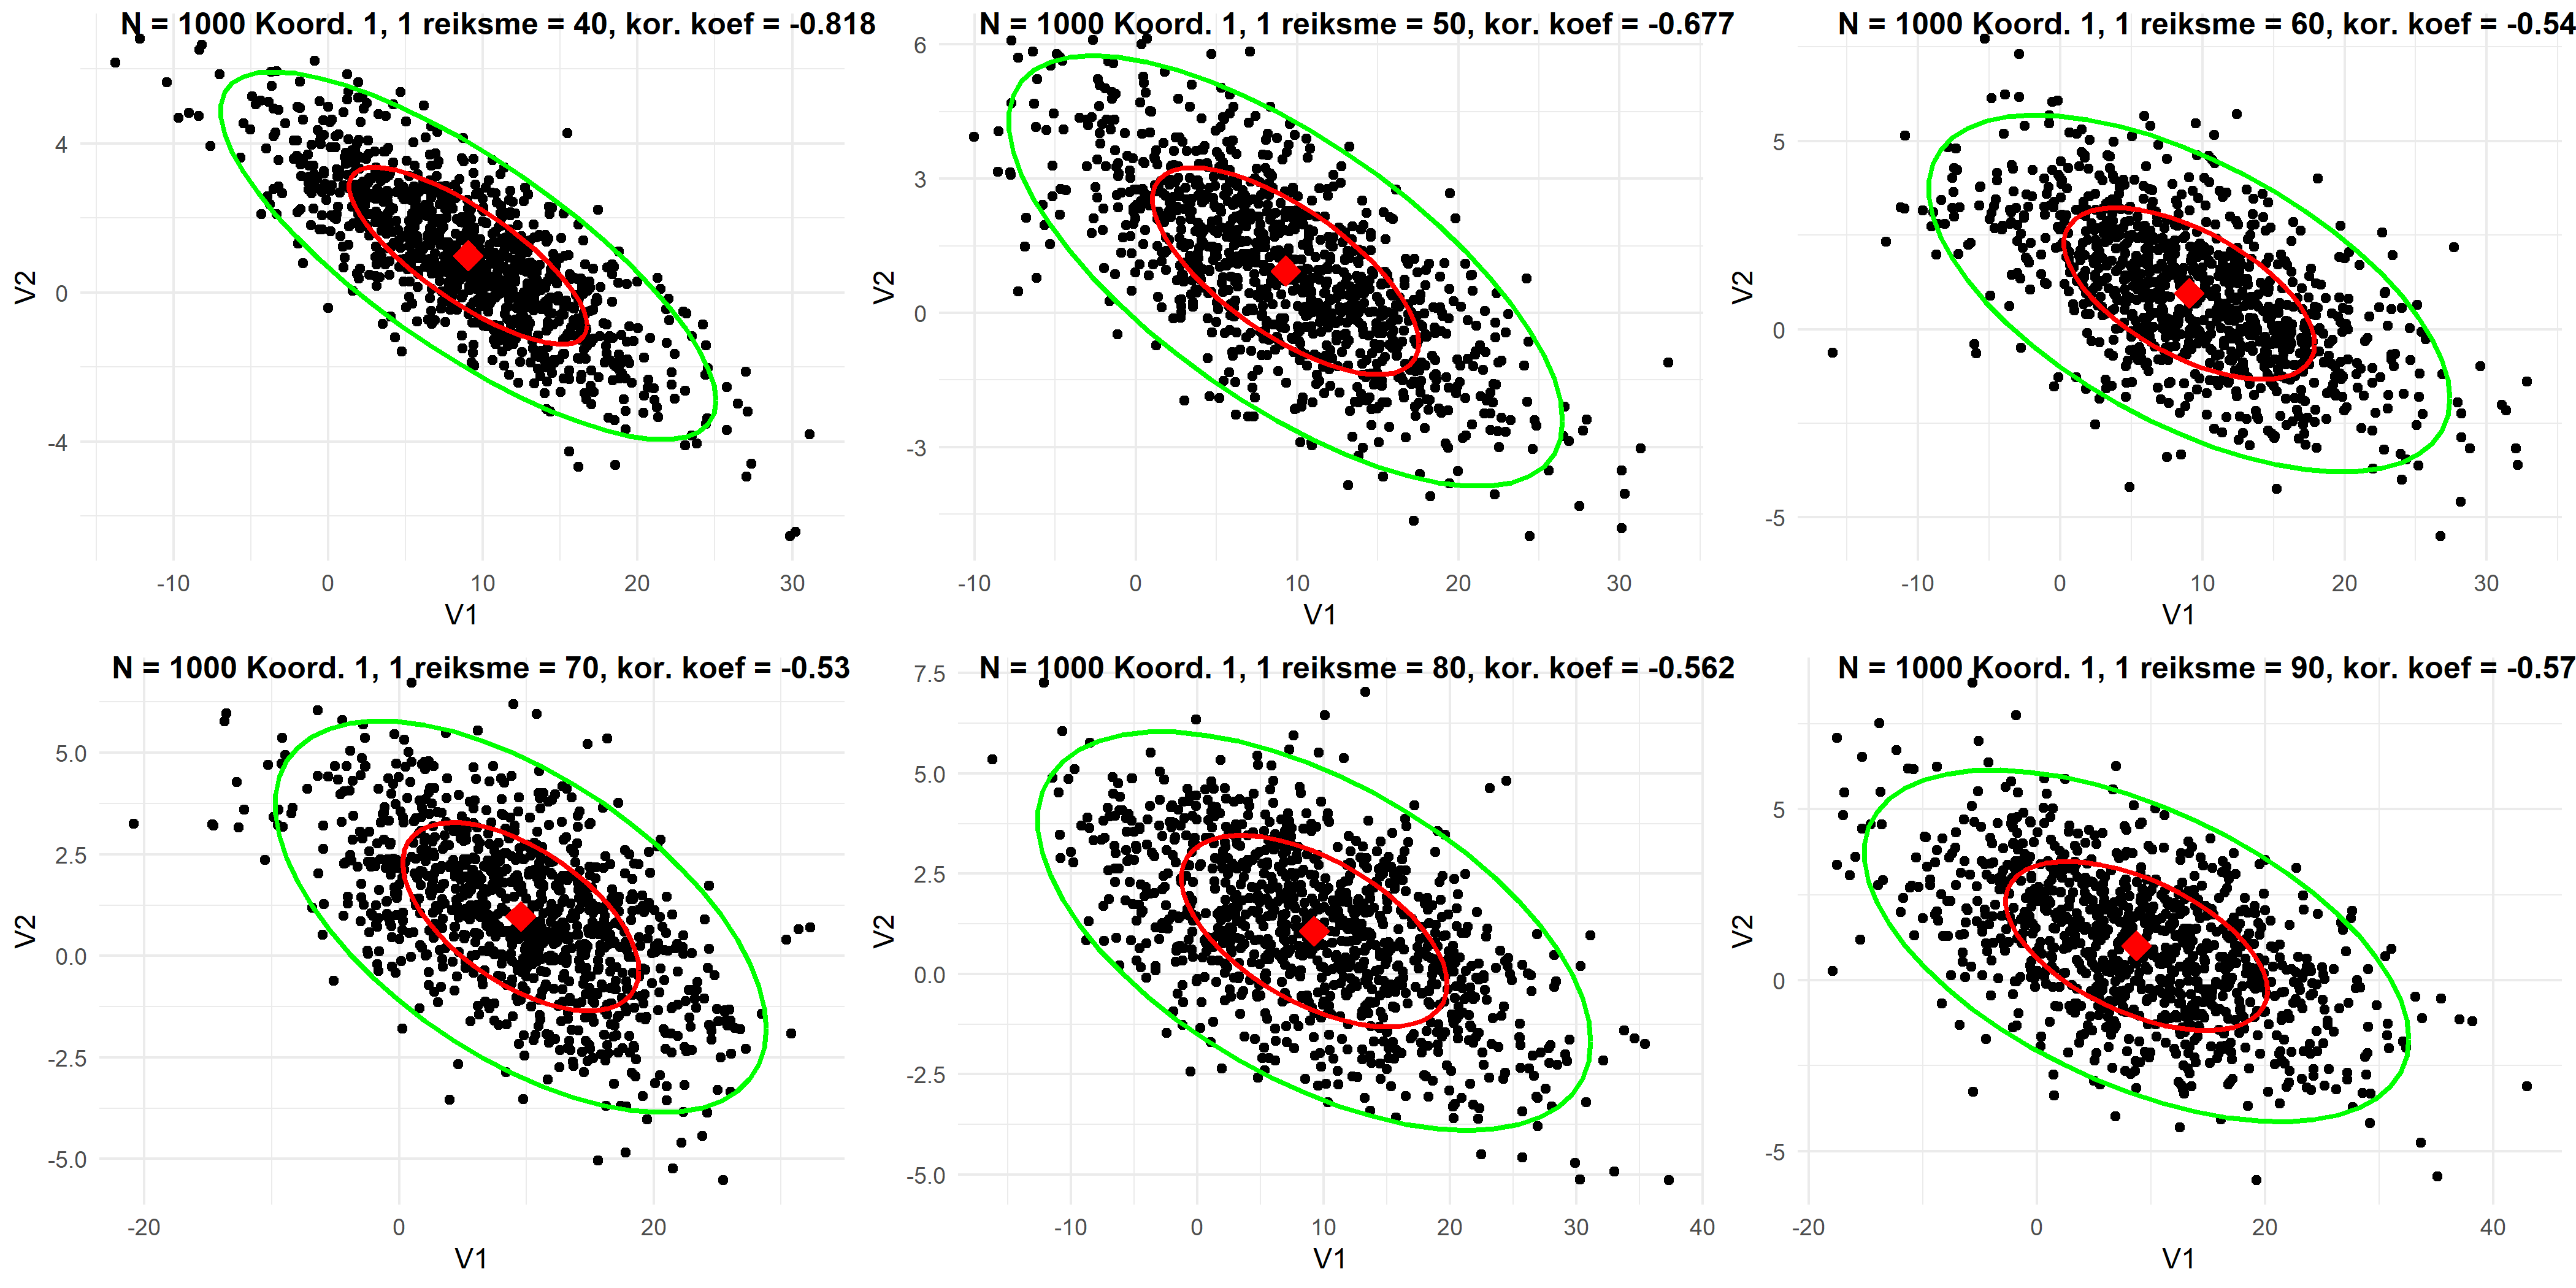 N = 1000 Koord. 1, 1 reiksme = 40, kor. koef = -0.818
4
0
-4
V2
-10 0 10 20 30
V1
N = 1000 Koord. 1, 1 reiksme = 50, kor. koef = -0.677
6
3
0
-3
V2
-10 0 10 20 30
V1
N = 1000 Koord. 1, 1 reiksme = 60, kor. koef = -0.54
5
0
-5
V2
-10 0 10 20 30
V1
N = 1000 Koord. 1, 1 reiksme = 70, kor. koef = -0.53
5.0
2.5
0.0
-2.5
-5.0
V2
-20 0 20
V1
N = 1000 Koord. 1, 1 reiksme = 80, kor. koef = -0.562
7.5
5.0
2.5
0.0
-2.5
-5.0
V2
-10 0 10 20 30 40
V1
N = 1000 Koord. 1, 1 reiksme = 90, kor. koef = -0.57
5
0
-5
V2
-20 0 20 40
V1